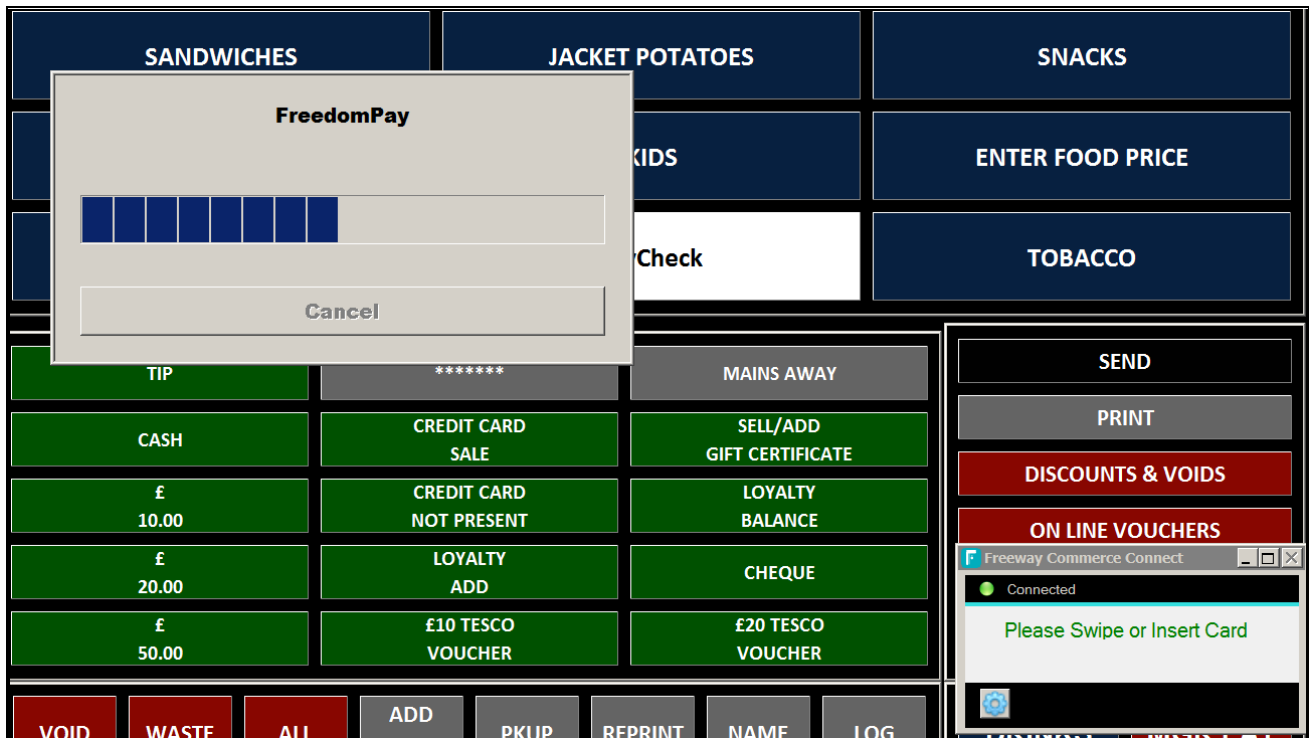 SANDWICHES
JACKET POTATOES
SNACKS
FreedomPay
KIDS
ENTER FOOD PRICE
Check
TOBACCO
Cancel
TIP
*******
MAINS AWAY
SEND
PRINT
CASH
CREDIT CARD
SALE
SELL/ADD
GIFT CERTIFICATE
DISCOUNTS & VOIDS
£
10.00
CREDIT CARD
NOT PRESENT
LOYALTY
BALANCE
ON LINE VOUCHERS
£
20.00
LOYALTY
ADD
CHEQUE
Freeway Commerce Connect
Connected
Please Swipe or Insert Card
£
50.00
£10 TESCO
VOUCHER
£20 TESCO
VOUCHER
VOID
WASTE
ALL
ADD
PKUP
REPRINT
NAME
LOG